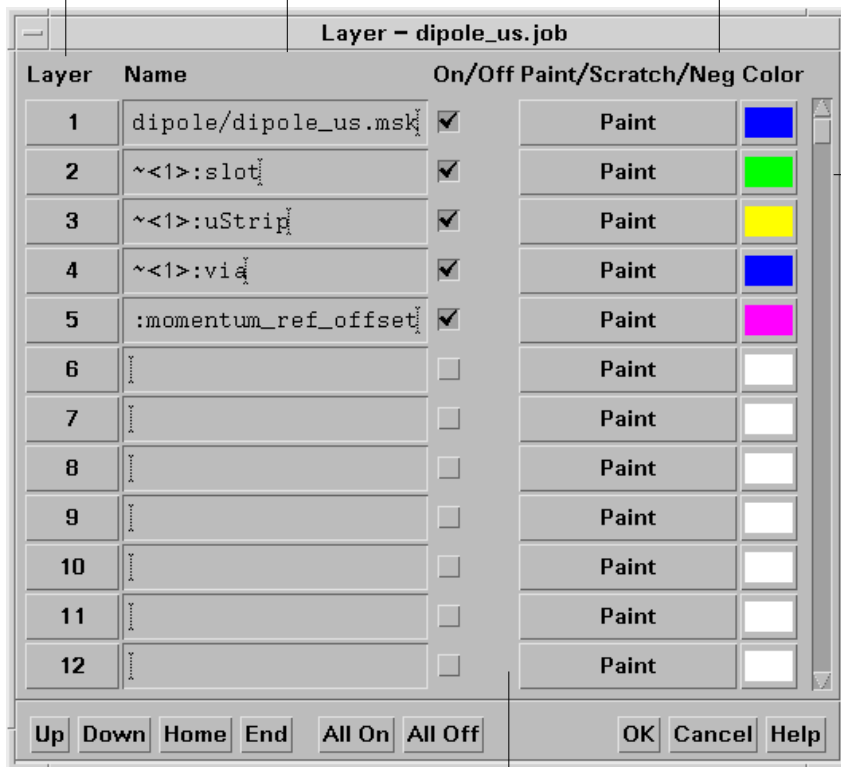 Layer – dipole_us.job
Layer Name On/Off Paint/Scratch/Neg Color
1 dipole/dipole_us.msk Paint
2 ~<1>:slot Paint
3 ~<1>:uStrip Paint
4 ~<1>:via Paint
5 :momentum_ref_offset Paint
6 Paint
7 Paint
8 Paint
9 Paint
10 Paint
11 Paint
12 Paint
Up Down Home End All On All Off OK Cancel Help